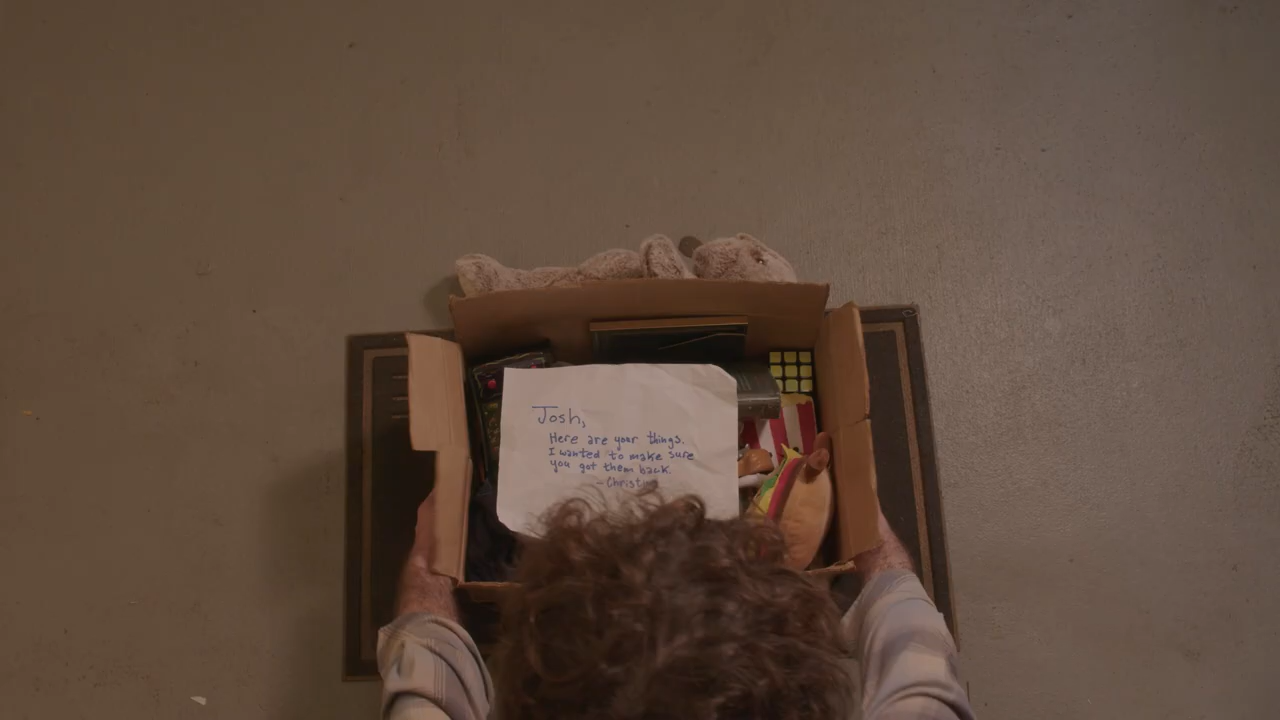 Josh,
Here are your things.
I wanted to make sure
you got them back.